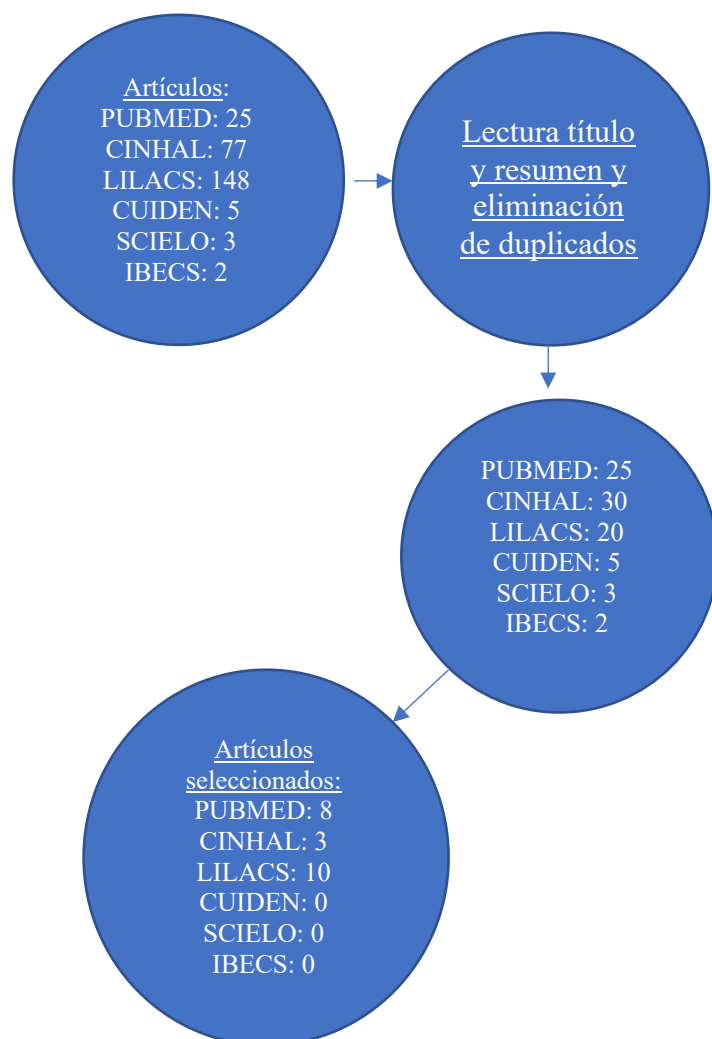 Artículos:
PUBMED: 25
CINHAL: 77
LILACS: 148
CUIDEN: 5
SCIELO: 3
IBECS: 2
Lectura título
y resumen y
eliminación
de duplicados
PUBMED: 25
CINHAL: 30
LILACS: 20
CUIDEN: 5
SCIELO: 3
IBECS: 2
Artículos
seleccionados:
PUBMED: 8
CINHAL: 3
LILACS: 10
CUIDEN: 0
SCIELO: 0
IBECS: 0